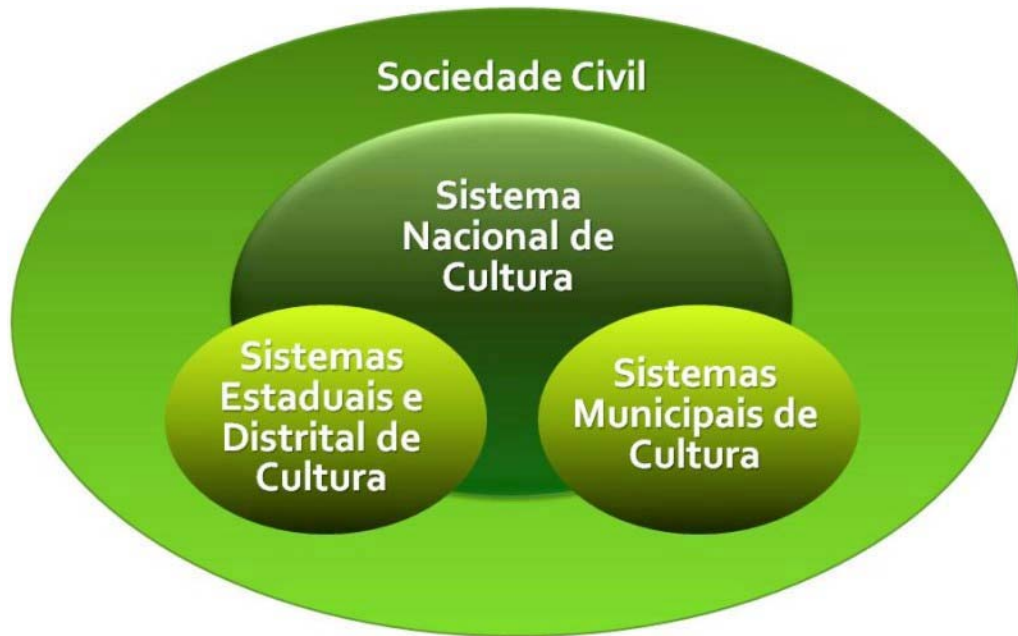 Sociedade Civil
Sistema
Nacional de
Cultura
Sistemas
Estaduais e
Distrital de
Cultura
Sistemas
Municipais de
Cultura